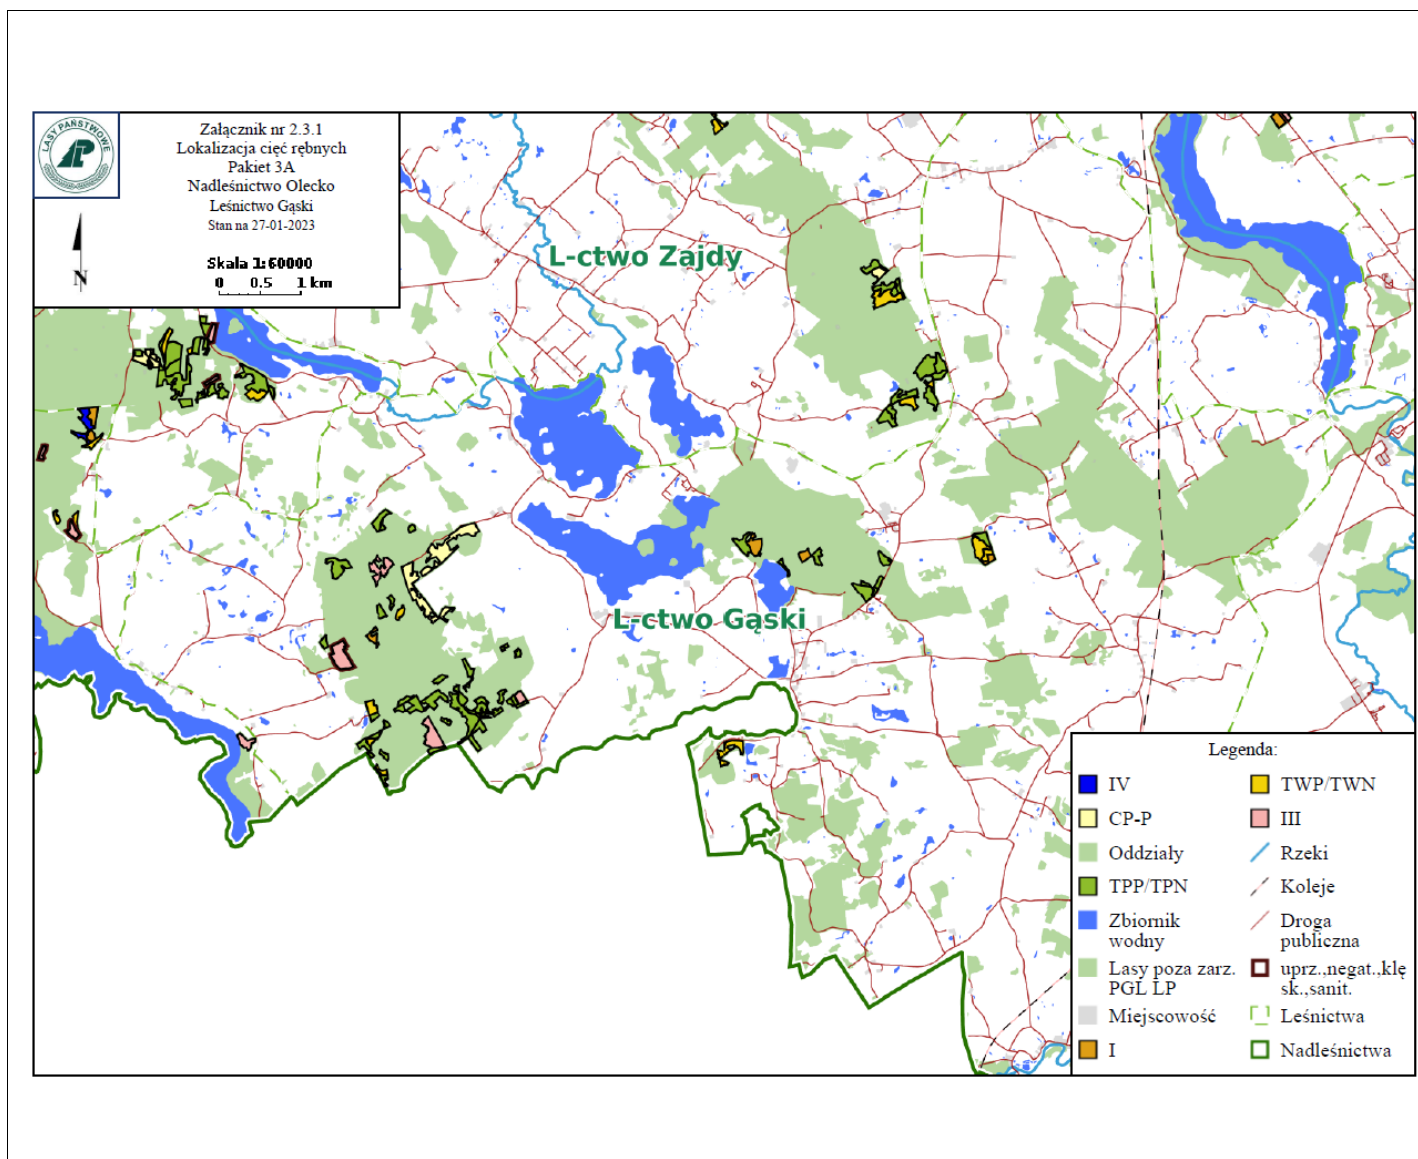 LASY PAŃSTWOWE
Załącznik nr 2.3.1
Lokalizacja cięć rębnych
Pakiet 3A
Nadleśnictwo Olecko
Leśnictwo Gąski
Stan na 27-01-2023
Skala 1:60000
0 0.5 1 km
N
L-ctwo Zajdy
L-ctwo Gąski
Legenda:
IV
CP-P
Oddziały
TPP/TPN
Zbiornik
wodny
Lasy poza zarz.
PGL LP
Miejscowość
I
TWP/TWN
III
Rzeki
Koleje
Droga
publiczna
uprz.,negat.,klę
sk.,sanit.
Leśnictwa
Nadleśnictwa